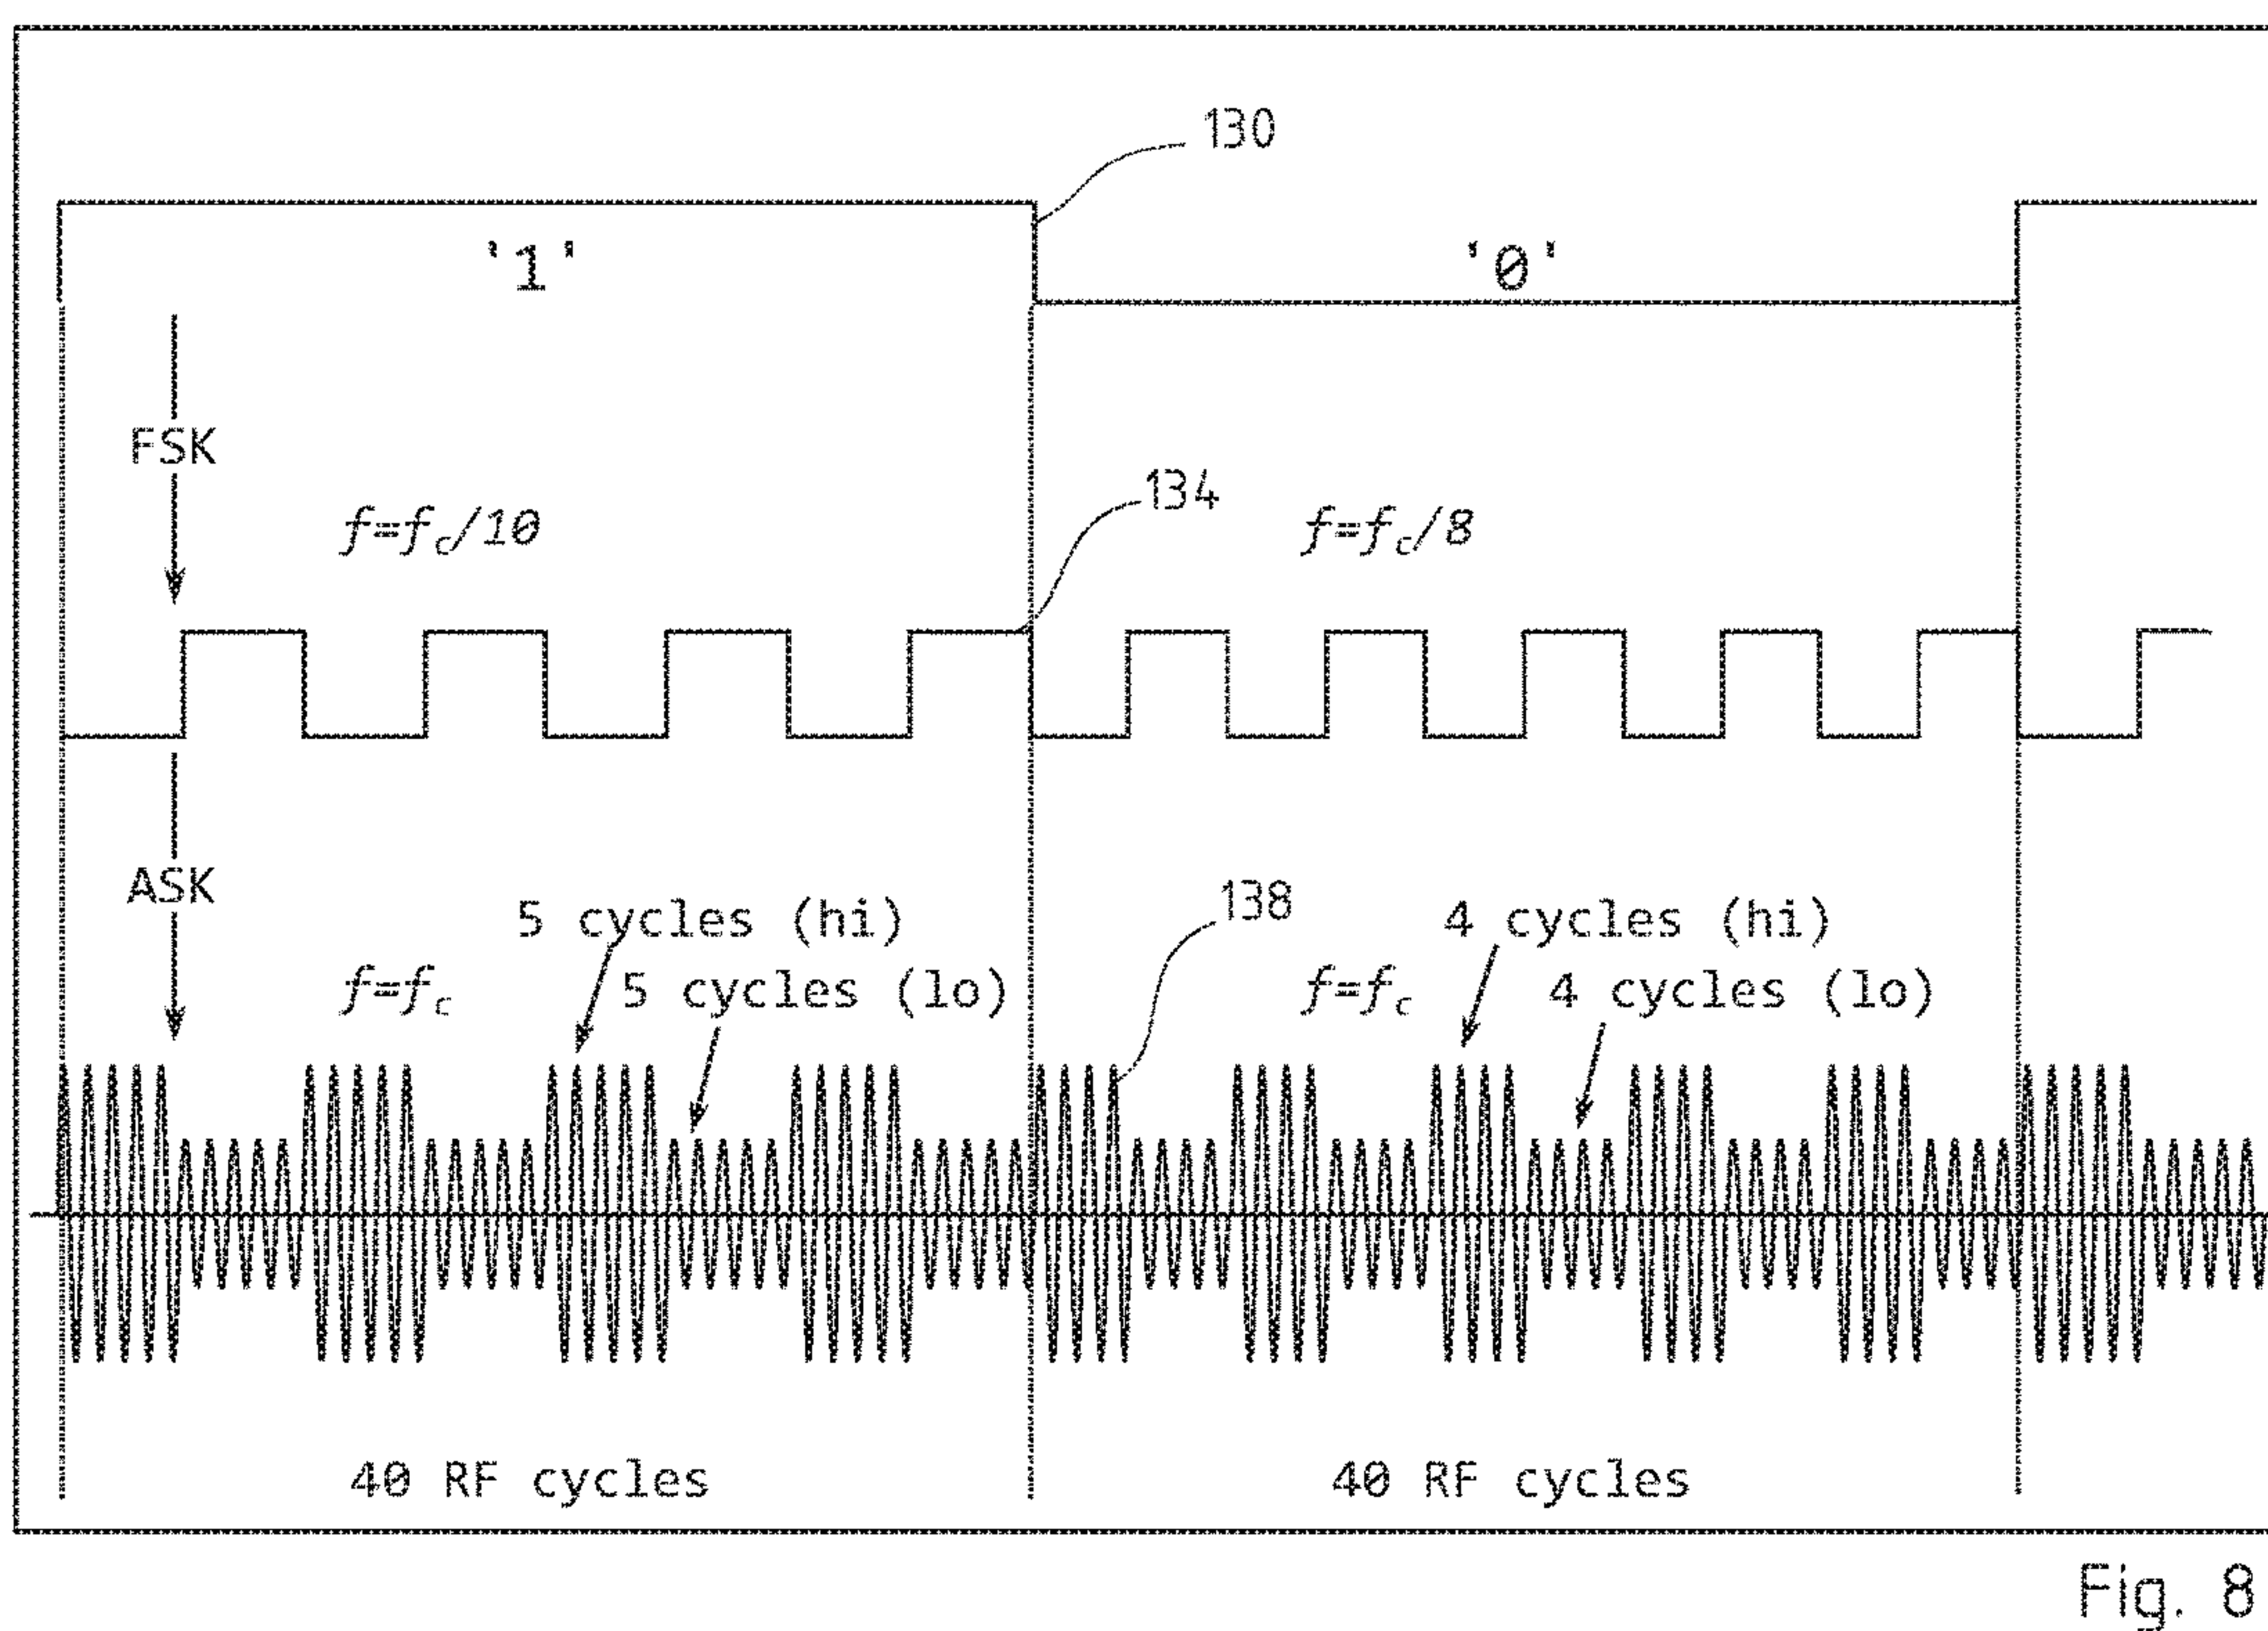 130
'1'
'0'
FSK
134
f=fc/10
f=fc/8
ASK
138
5 cycles (hi)
4 cycles (hi)
f=fc
5 cycles (lo)
f=fc
4 cycles (lo)
40 RF cycles
40 RF cycles
Fig. 8